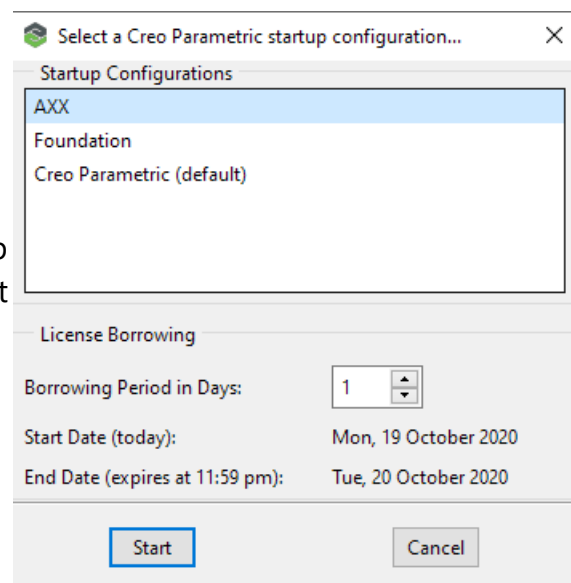 Select a Creo Parametric startup configuration...
Startup Configurations
AXX
Foundation
Creo Parametric (default)
License Borrowing
Borrowing Period in Days: 1
Start Date (today): Mon, 19 October 2020
End Date (expires at 11:59 pm): Tue, 20 October 2020
Start Cancel